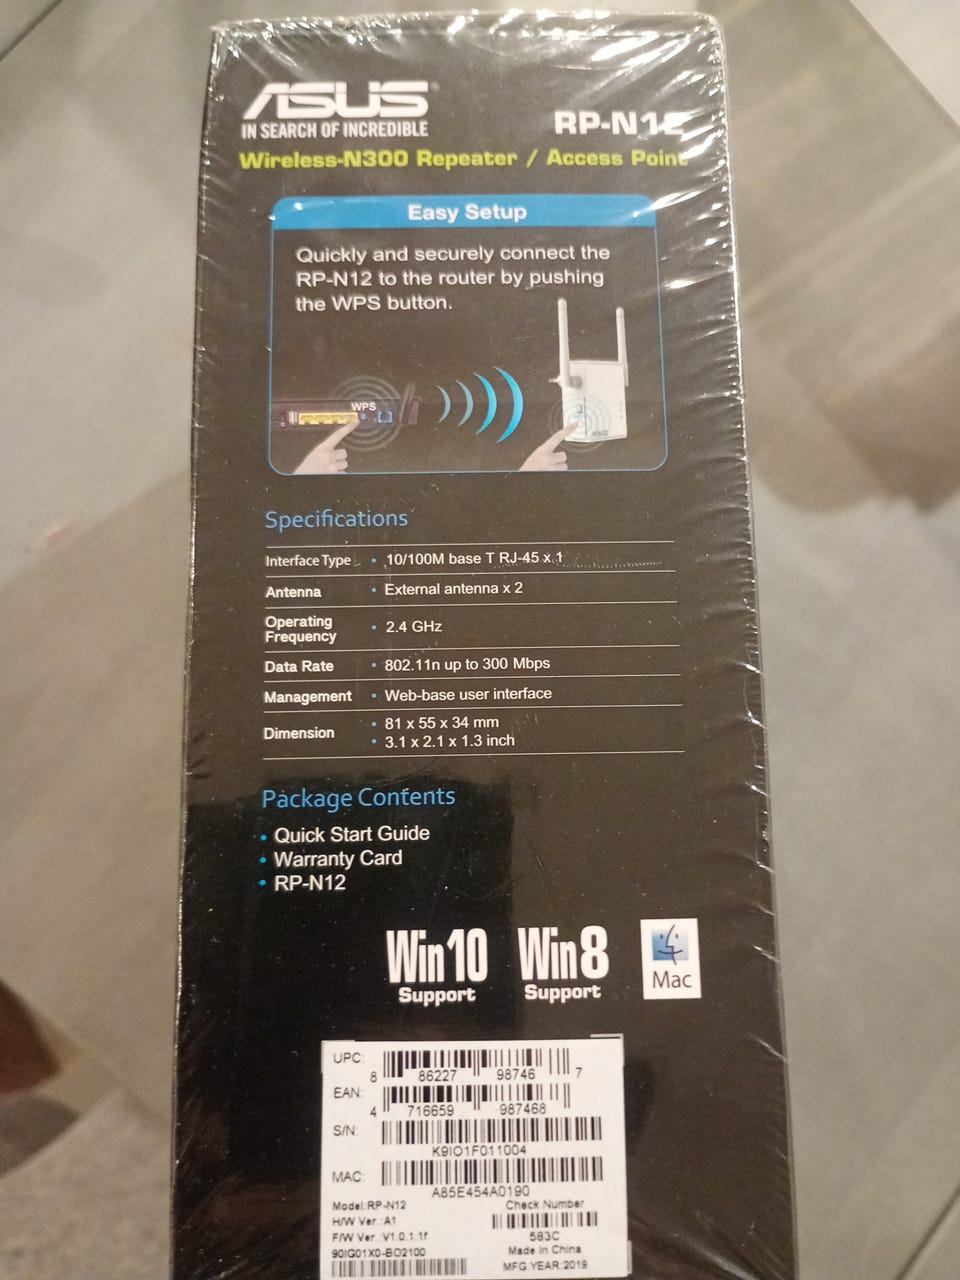 ASUS
IN SEARCH OF INCREDIBLE
RP-N12
Wireless-N300 Repeater / Access Point
Easy Setup
Quickly and securely connect the
RP-N12 to the router by pushing
the WPS button.
WPS
ASUS
Specifications
Interface Type • 10/100M base T RJ-45 x 1
Antenna • External antenna x 2
Operating
Frequency • 2.4 GHz
Data Rate • 802.11n up to 300 Mbps
Management • Web-base user interface
Dimension • 81 x 55 x 34 mm
• 3.1 x 2.1 x 1.3 inch
Package Contents
• Quick Start Guide
• Warranty Card
• RP-N12
Win10
Support
Win8
Support
Mac
UPC: 8 86227 98746 7
EAN: 4 716659 987468
S/N:
K9IO1F011004
MAC:
A85E454A0190
Model:RP-N12
H/W Ver.:A1
F/W Ver.:V1.0.1.1f
90IG01X0-BO2100
Check Number
583C
Made in China
MFG.YEAR:2019